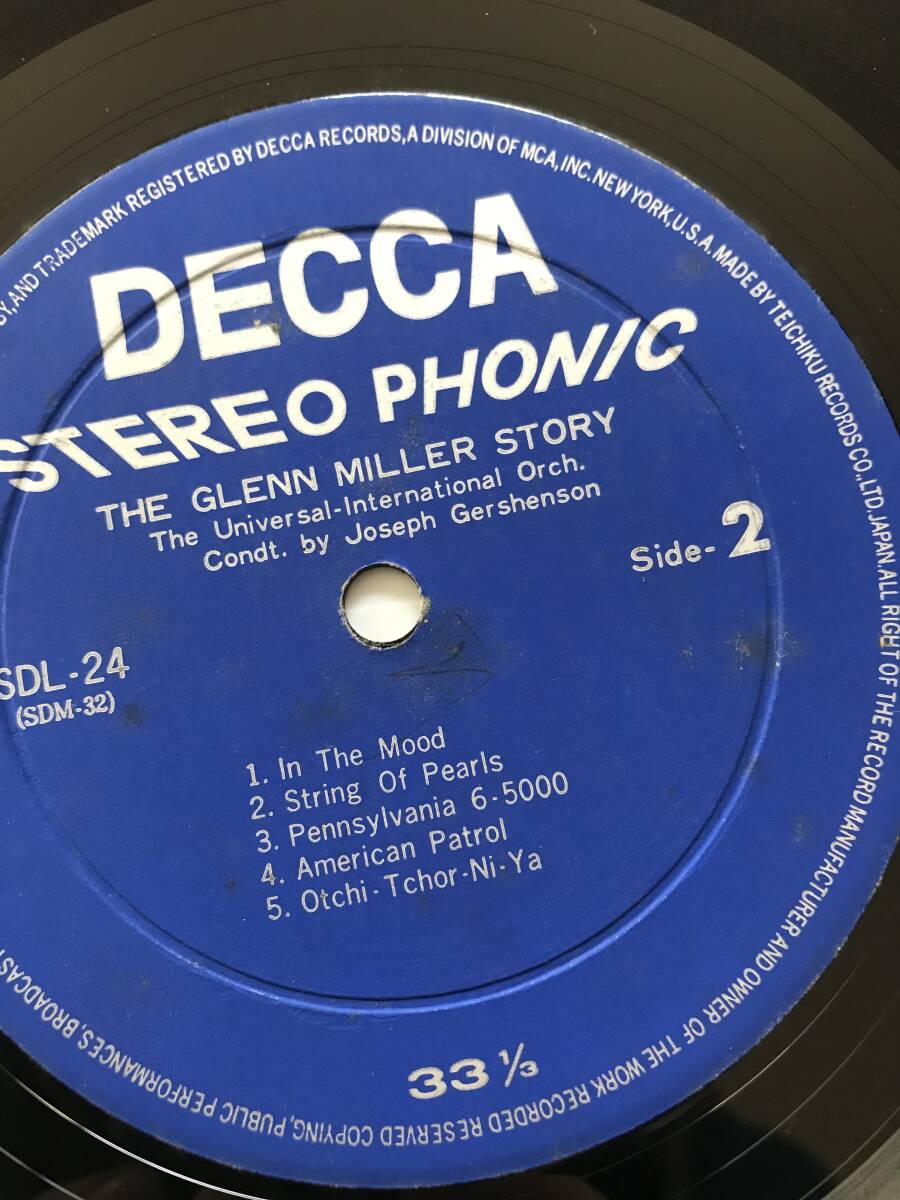 BY, AND TRADEMARK REGISTERED BY DECCA RECORDS, A DIVISION OF MCA, INC. NEW YORK, U.S.A. MADE BY TEICHIKU RECORDS CO., LTD. JAPAN. ALL RIGHT OF THE RECORD MANUFACTURER AND OWNER OF THE WORK RECORDED RESERVED COPYING, PUBLIC PERFORMANCES, BROADCAST
DECCA
STEREO PHONIC
THE GLENN MILLER STORY
The Universal-International Orch.
Condt. by Joseph Gershenson
Side- 2
SDL-24
(SDM-32)
1. In The Mood
2. String Of Pearls
3. Pennsylvania 6-5000
4. American Patrol
5. Otchi-Tchor-Ni-Ya
33 1/3